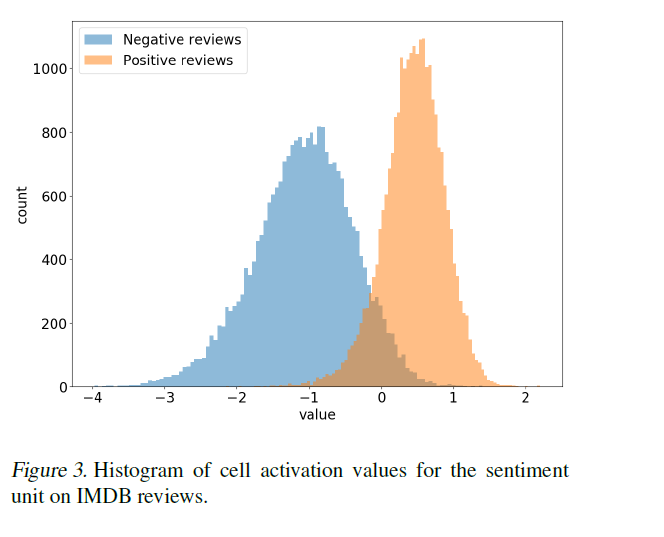 Negative reviews
Positive reviews
1000
800
600
400
200
0
count
−4 −3 −2 −1 0 1 2
value
Figure 3. Histogram of cell activation values for the sentiment
unit on IMDB reviews.